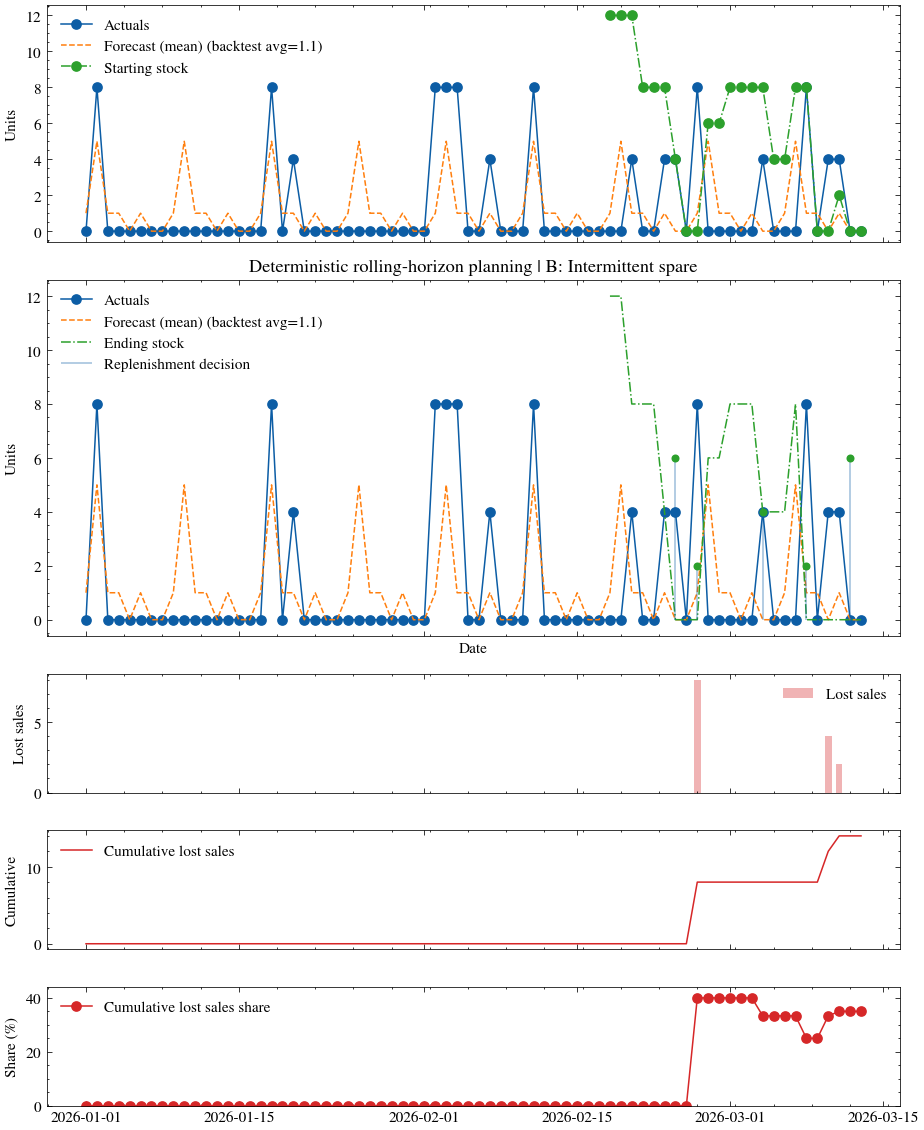 12
10
8
6
4
2
0
Units
Actuals
Forecast (mean) (backtest avg=1.1)
Starting stock
Deterministic rolling-horizon planning | B: Intermittent spare
12
10
8
6
4
2
0
Units
Actuals
Forecast (mean) (backtest avg=1.1)
Ending stock
Replenishment decision
Date
5
0
Lost sales
Lost sales
10
0
Cumulative
Cumulative lost sales
40
20
0
Share (%)
Cumulative lost sales share
2026-01-01 2026-01-15 2026-02-01 2026-02-15 2026-03-01 2026-03-15